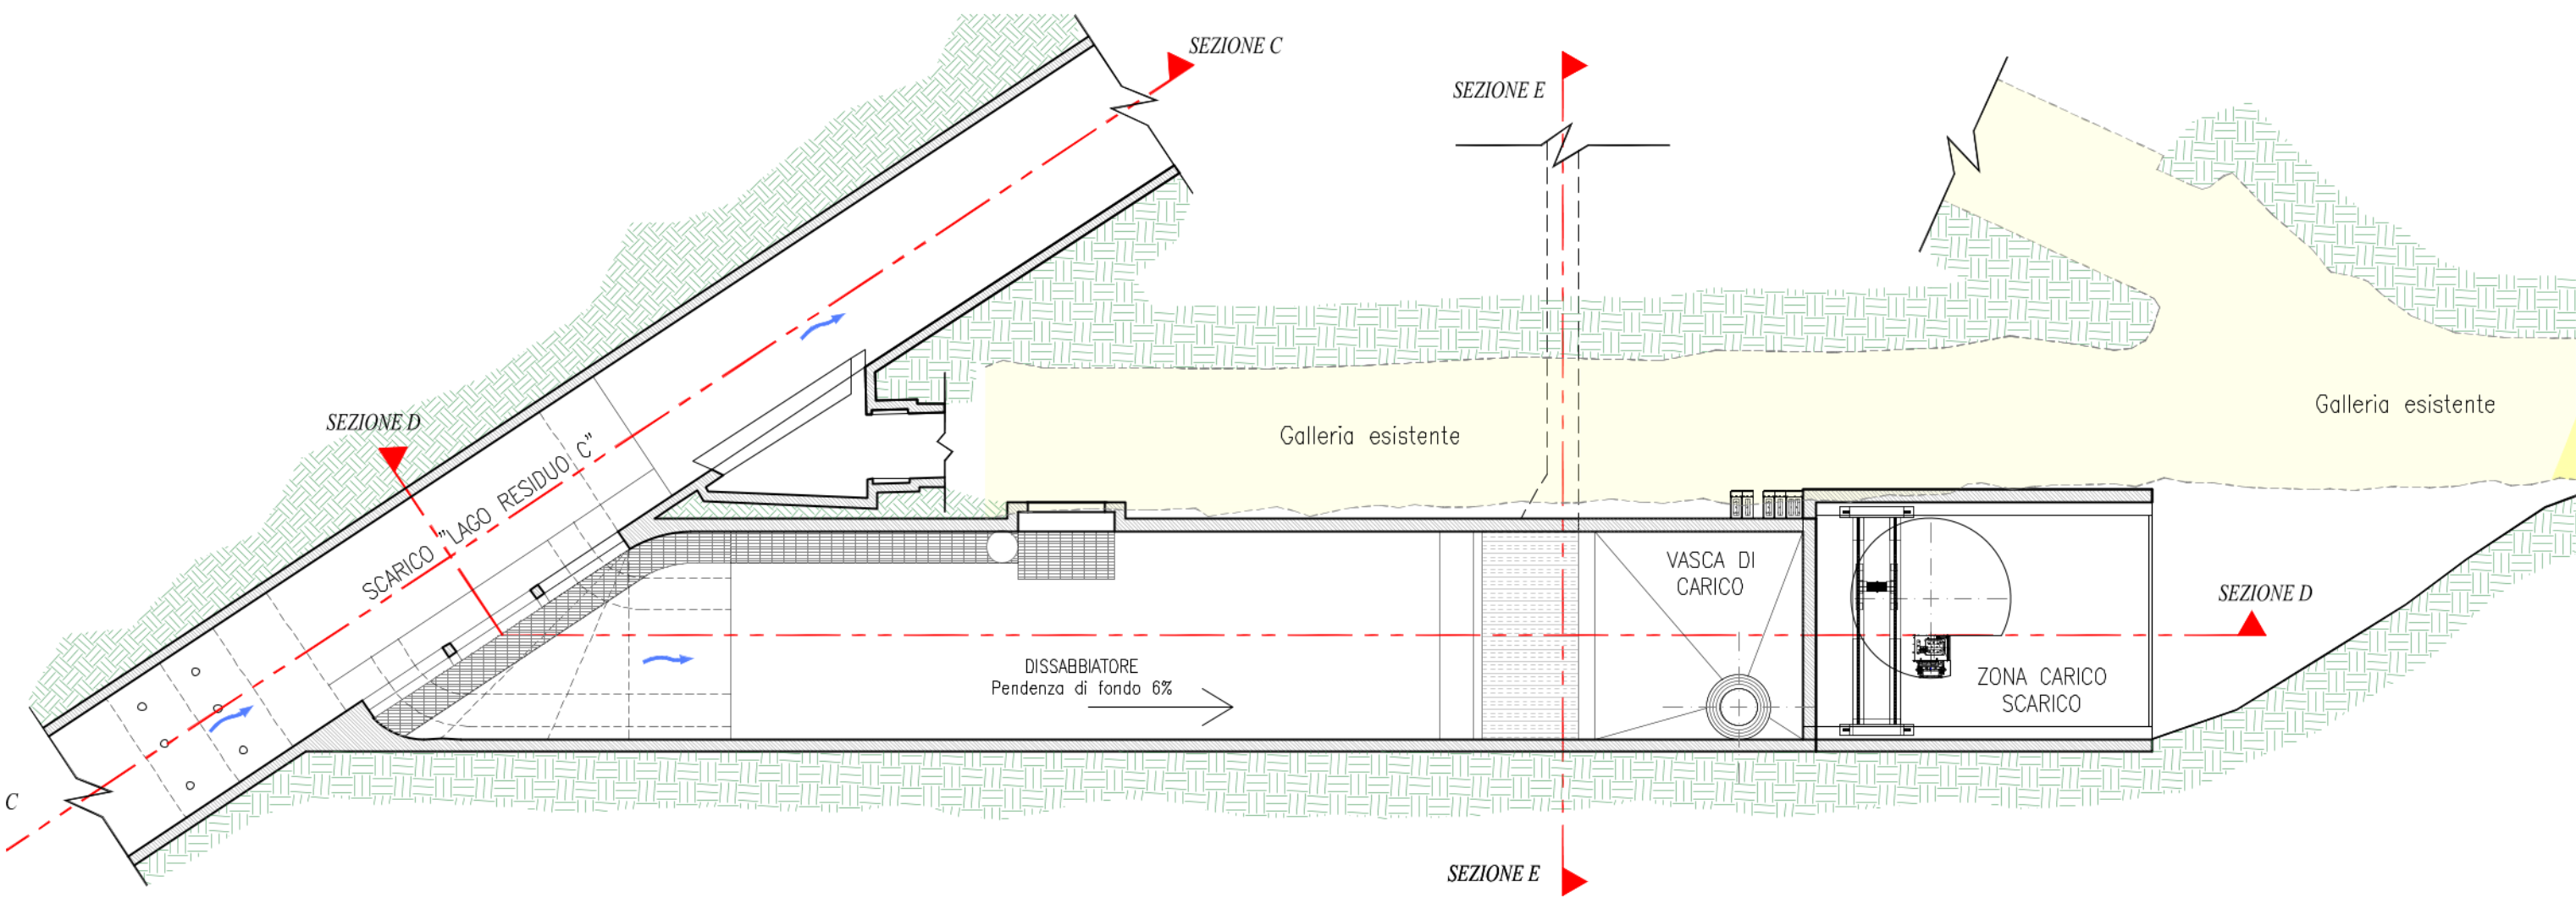 SEZIONE C
SEZIONE E
Galleria esistente
Galleria esistente
SEZIONE D
SCARICO "LAGO RESIDUO C"
VASCA DI
CARICO
SEZIONE D
DISSABBIATORE
Pendenza di fondo 6%
ZONA CARICO
SCARICO
C
SEZIONE E